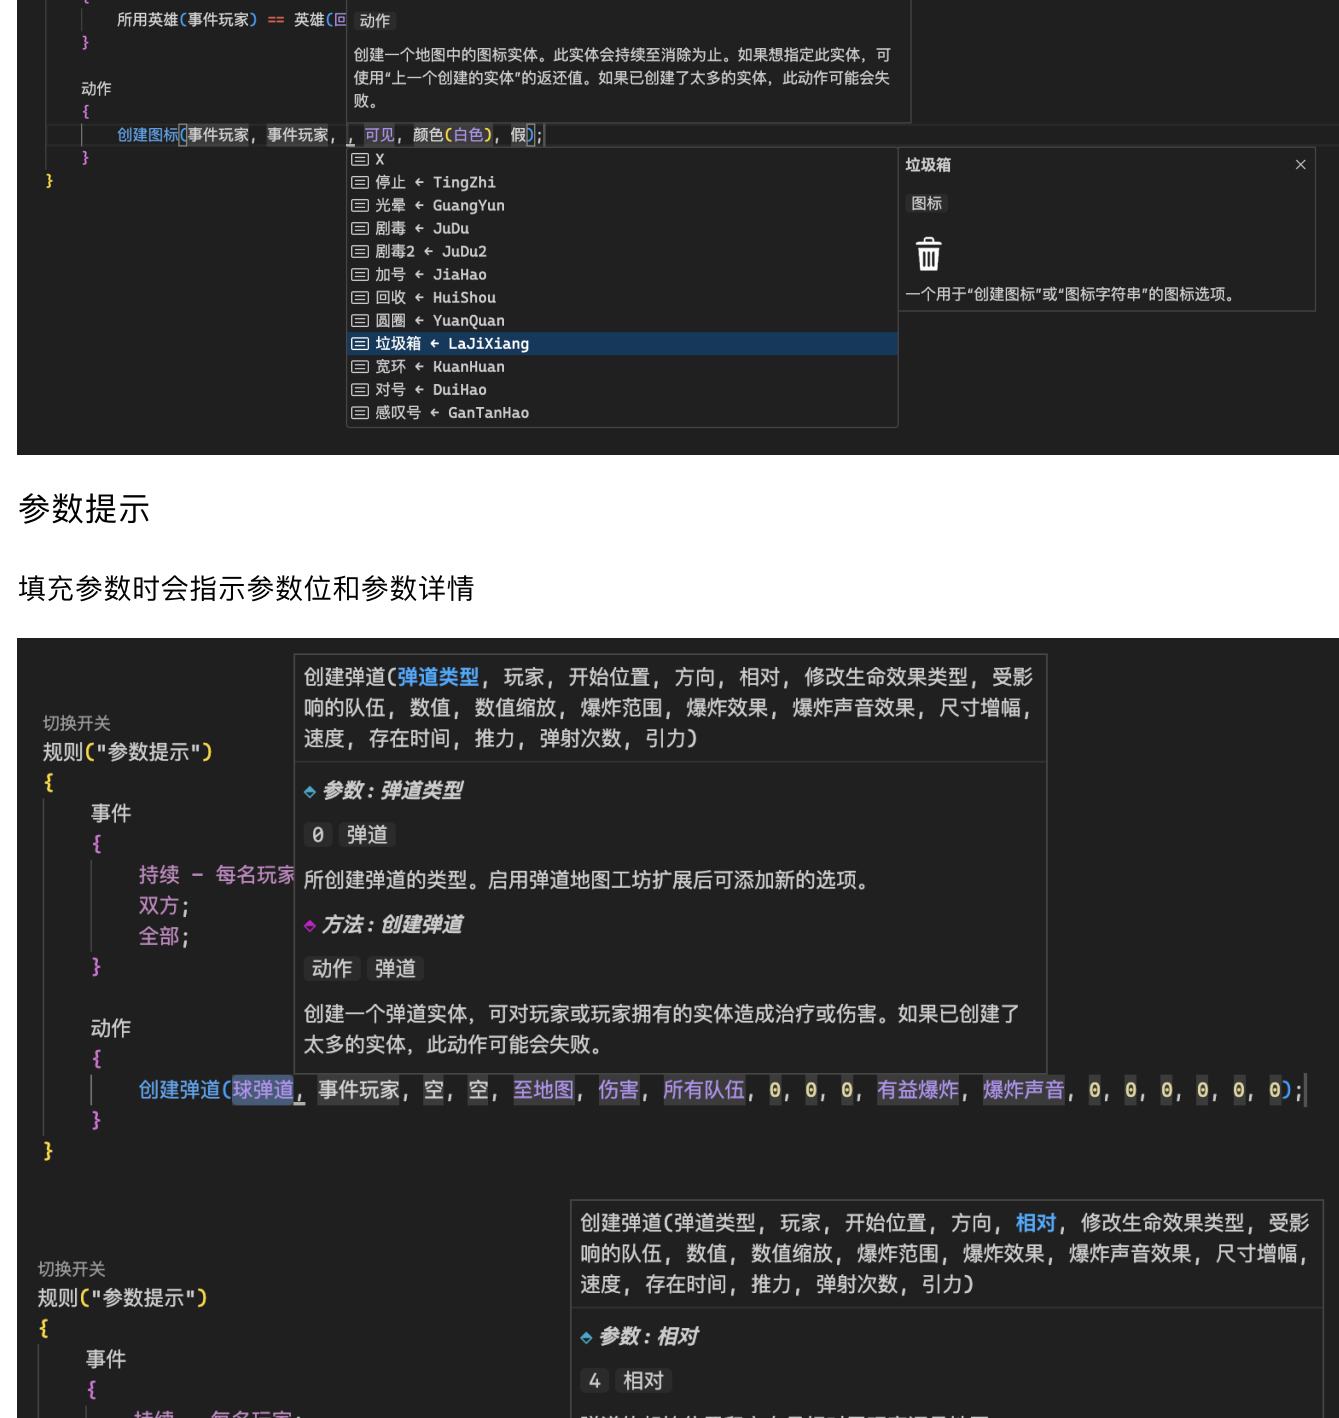 所用英雄(事件玩家) == 英雄(回
}
动作
{
创建图标(事件玩家, 事件玩家, , 可见, 颜色(白色), 假);
}
}
动作
创建一个地图中的图标实体。此实体会持续至消除为止。如果想指定此实体，可
使用“上一个创建的实体”的返还值。如果已创建了太多的实体，此动作可能会失
败。
X
停止 ← TingZhi
光晕 ← GuangYun
剧毒 ← JuDu
剧毒2 ← JuDu2
加号 ← JiaHao
回收 ← HuiShou
圆圈 ← YuanQuan
垃圾箱 ← LaJiXiang
宽环 ← KuanHuan
对号 ← DuiHao
感叹号 ← GanTanHao
垃圾箱
图标
一个用于“创建图标”或“图标字符串”的图标选项。
参数提示
填充参数时会指示参数位和参数详情
创建弹道(弹道类型, 玩家, 开始位置, 方向, 相对, 修改生命效果类型, 受影
响的队伍, 数值, 数值缩放, 爆炸范围, 爆炸效果, 爆炸声音效果, 尺寸增幅,
速度, 存在时间, 推力, 弹射次数, 引力)
参数 : 弹道类型
0 弹道
所创建弹道的类型。启用弹道地图工坊扩展后可添加新的选项。
方法 : 创建弹道
动作 弹道
创建一个弹道实体，可对玩家或玩家拥有的实体造成治疗或伤害。如果已创建了
太多的实体，此动作可能会失败。
切换开关
规则("参数提示")
{
事件
{
持续 - 每名玩家
双方;
全部;
}
动作
{
创建弹道(球弹道, 事件玩家, 空, 空, 至地图, 伤害, 所有队伍, 0, 0, 0, 有益爆炸, 爆炸声音, 0, 0, 0, 0, 0, 0);
}
}
创建弹道(弹道类型, 玩家, 开始位置, 方向, 相对, 修改生命效果类型, 受影
响的队伍, 数值, 数值缩放, 爆炸范围, 爆炸效果, 爆炸声音效果, 尺寸增幅,
速度, 存在时间, 推力, 弹射次数, 引力)
参数 : 相对
4 相对
切换开关
规则("参数提示")
{
事件
{
持续 - 每名玩家;